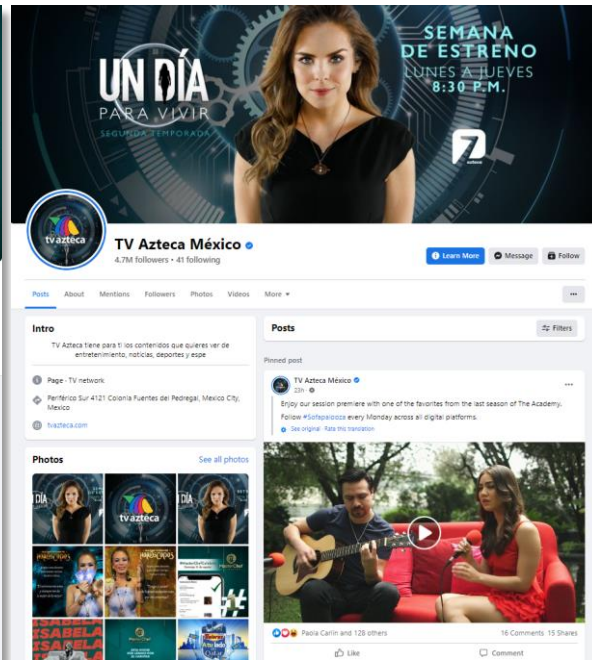 UN DÍA
PARA VIVIR
SEGUNDA TEMPORADA
SEMANA
DE ESTRENO
LUNES A JUEVES
8:30 P.M.
7
azteca
tv azteca
TV Azteca México
4.7M followers • 41 following
Learn More
Message
Follow
Posts
About
Mentions
Followers
Photos
Videos
More
Intro
TV Azteca tiene para ti los contenidos que quieres ver de
entretenimiento, noticias, deportes y espe
Page · TV network
Periférico Sur 4121 Colonia Fuentes del Pedregal, Mexico City,
Mexico
tvazteca.com
Photos
See all photos
tv azteca
ISABELA
ISABELA
Posts
Filters
Pinned post
TV Azteca México
23h
Enjoy our session premiere with one of the favorites from the last season of The Academy.
Follow #Sofapalooza every Monday across all digital platforms.
See original · Rate this translation
Paola Carlin and 128 others
16 Comments
15 Shares
Like
Comment